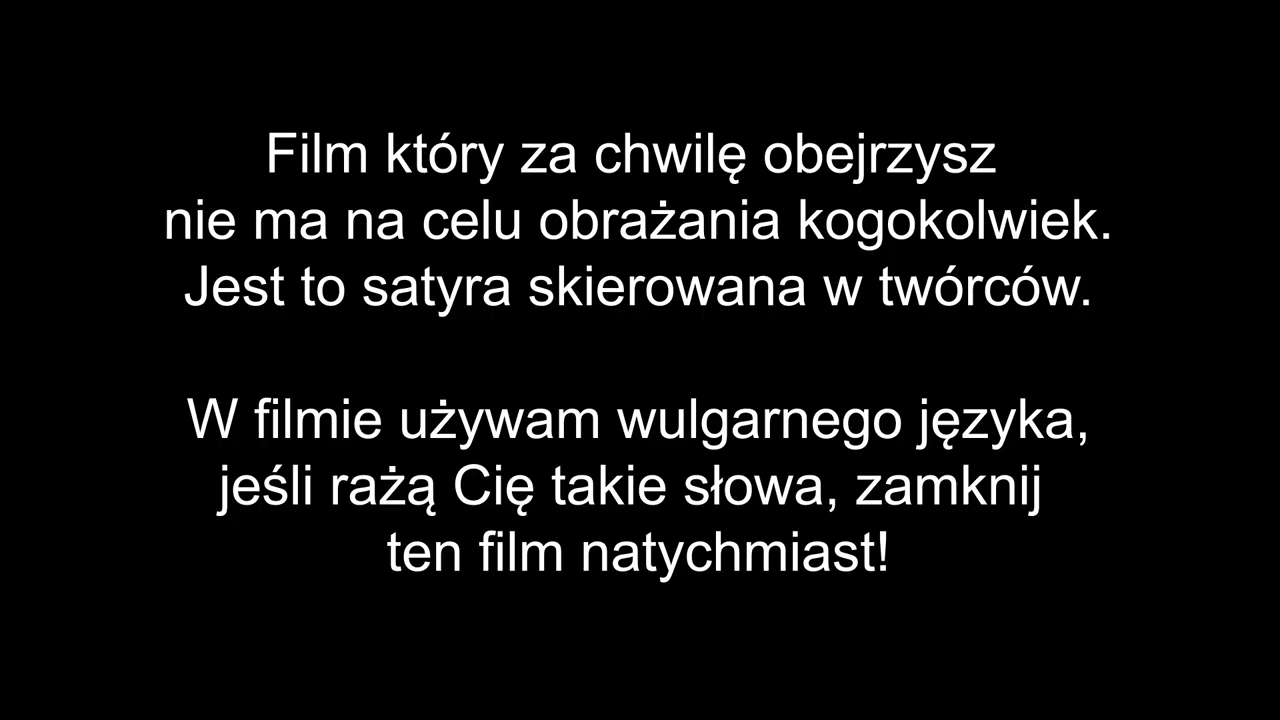 Film który za chwilę obejrzysz
nie ma na celu obrażania kogokolwiek.
Jest to satyra skierowana w twórców.
W filmie używam wulgarnego języka,
jeśli rażą Cię takie słowa, zamknij
ten film natychmiast!